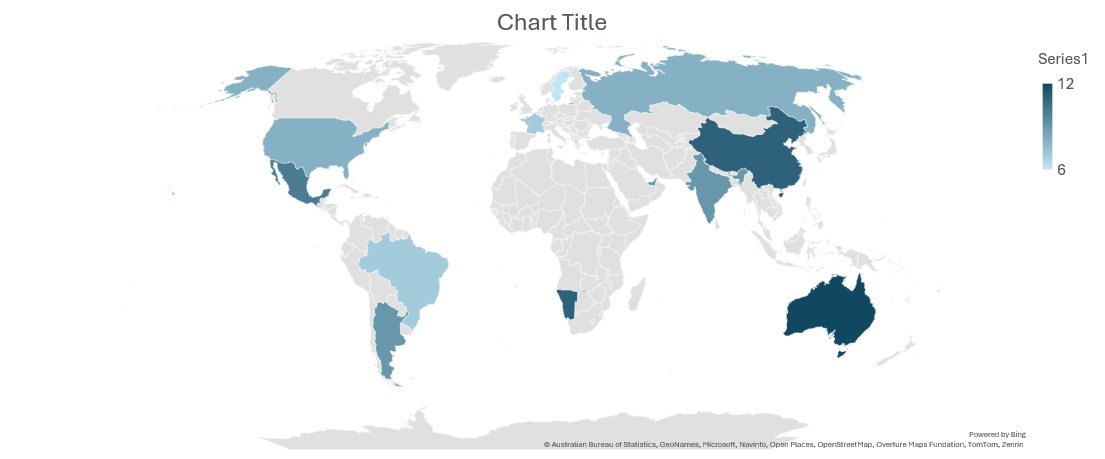 Chart Title
Series1
12
6
Powered by Bing
© Australian Bureau of Statistics, GeoNames, Microsoft, Navinfo, Open Places, OpenStreetMap, Overture Maps Fundation, TomTom, Zenrin